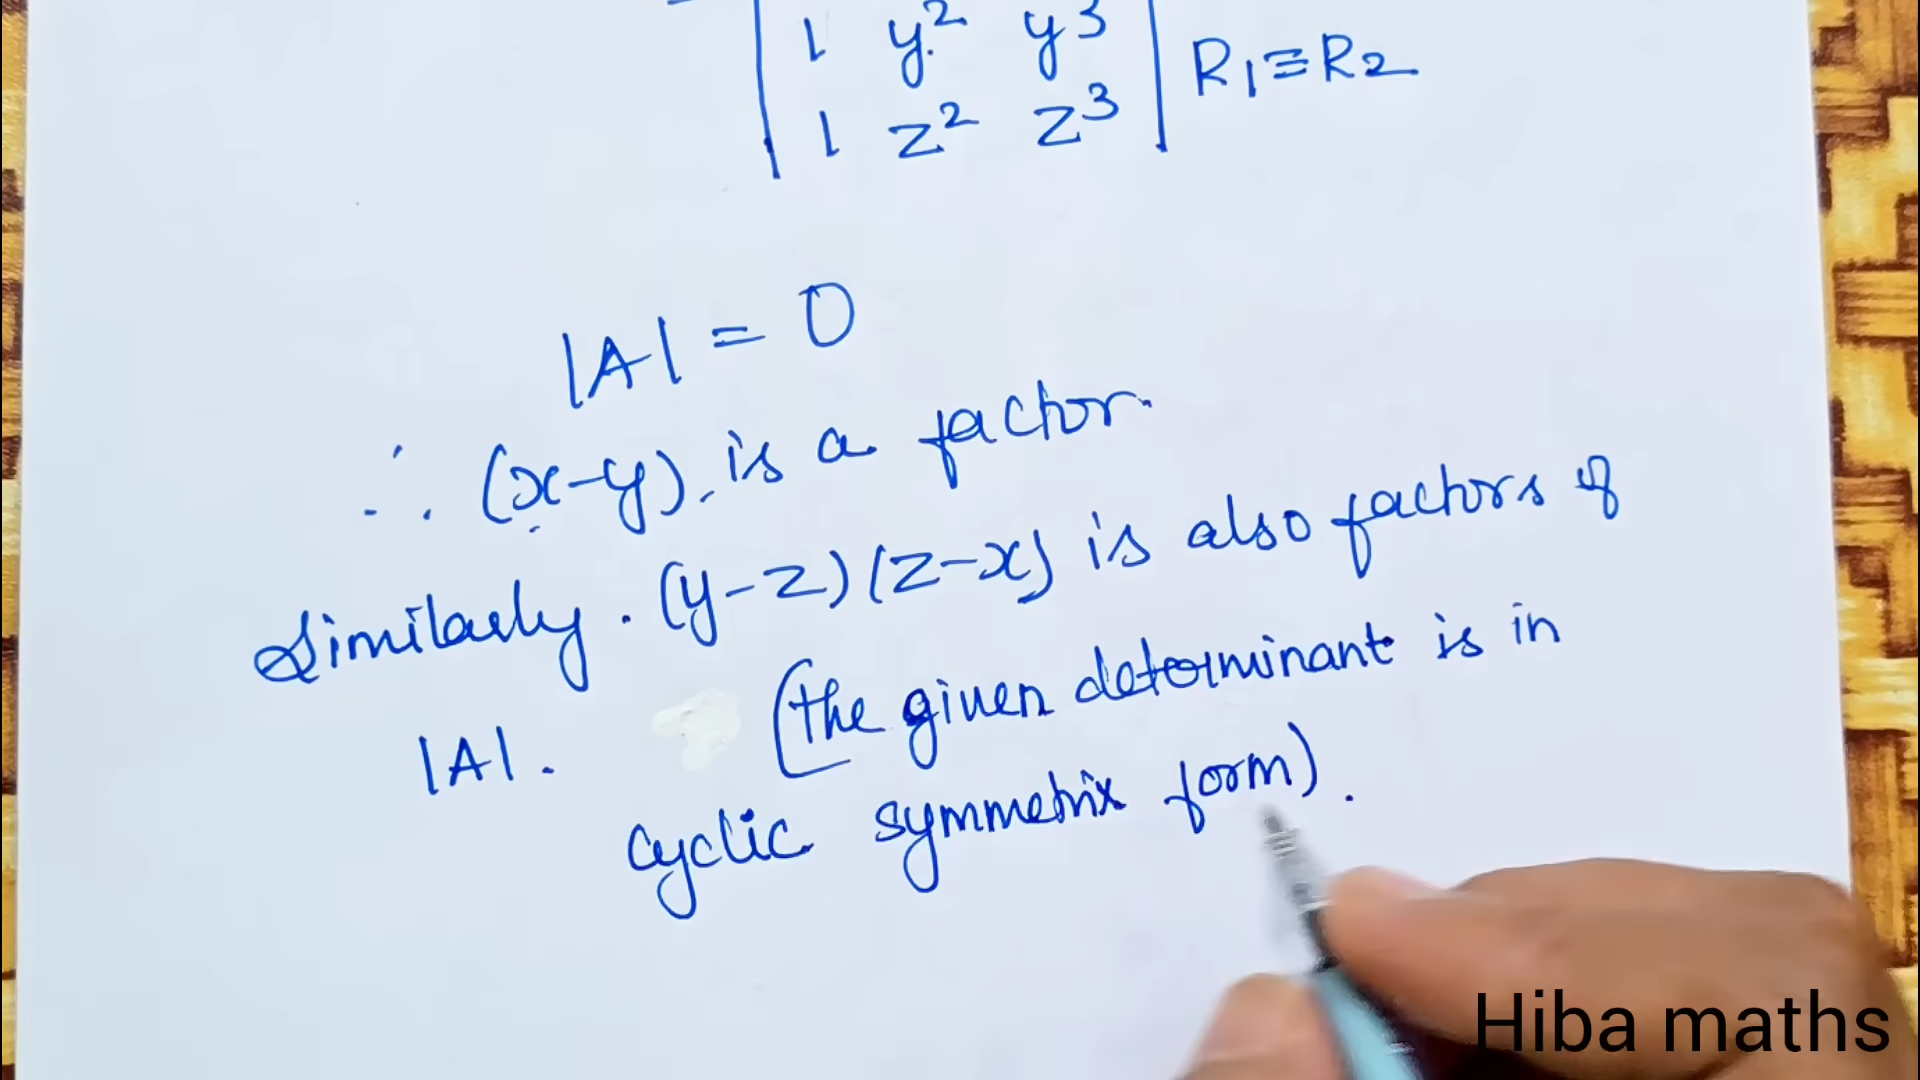 1 y² y³
1 z² z³ R₁≡R₂
|A| = 0
∴ (x-y). is a factor.
Similarly. (y-z)(z-x) is also factors of
|A|. (the given determinant is in
cyclic symmetrix form).
Hiba maths